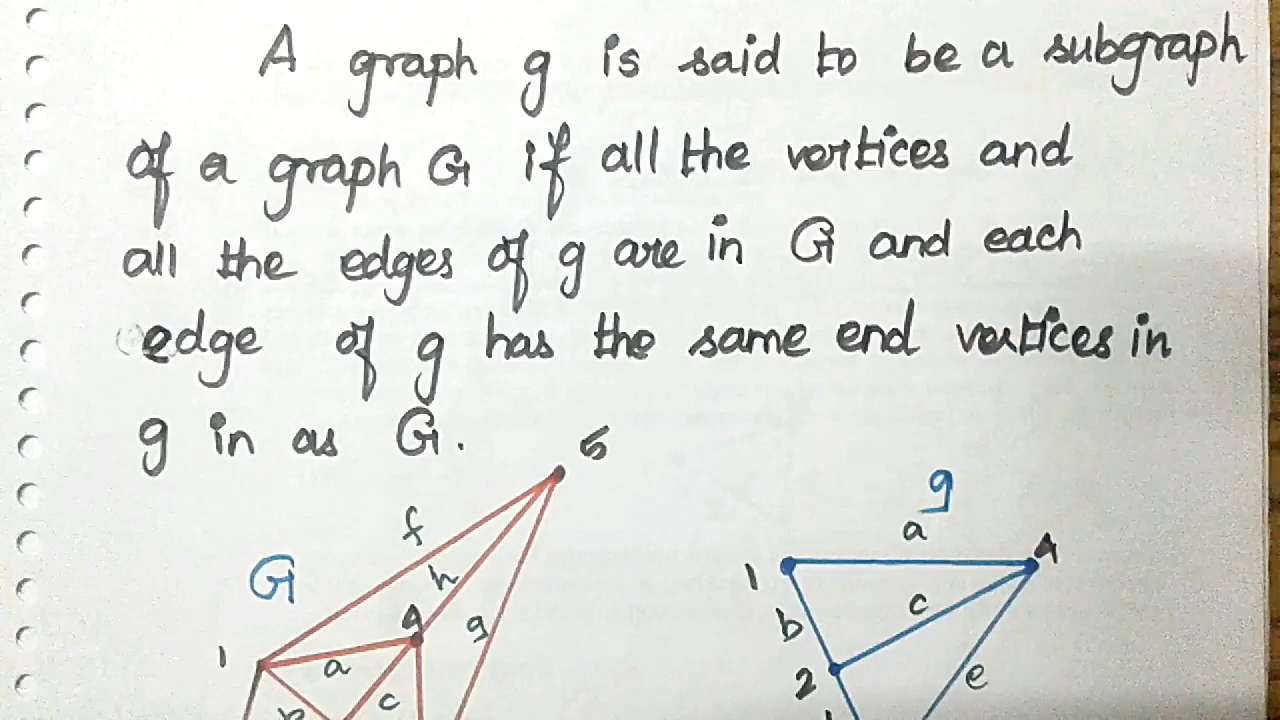 A graph g is said to be a subgraph
of a graph G if all the vertices and
all the edges of g are in G and each
edge of g has the same end vertices in
g in as G.
5
g
f
a
G
1
4
h
4
c
g
b
1
a
2
e
c
b